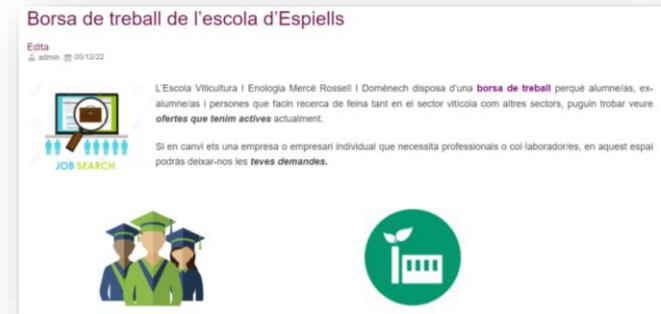 Borsa de treball de l'escola d'Espiells
Edita
admin 05/12/22
L'Escola Viticultura I Enologia Mercè Rossell I Domènech disposa d'una borsa de treball perquè alumne/as, ex-
alumne/as i persones que facin recerca de feina tant en el sector vitícola com altres sectors, puguin trobar veure
ofertes que tenim actives actualment.
JOB SEARCH
Si en canvi ets una empresa o empresari individual que necessita professionals o col·laborador/es, en aquest espai
podràs deixar-nos les teves demandes.